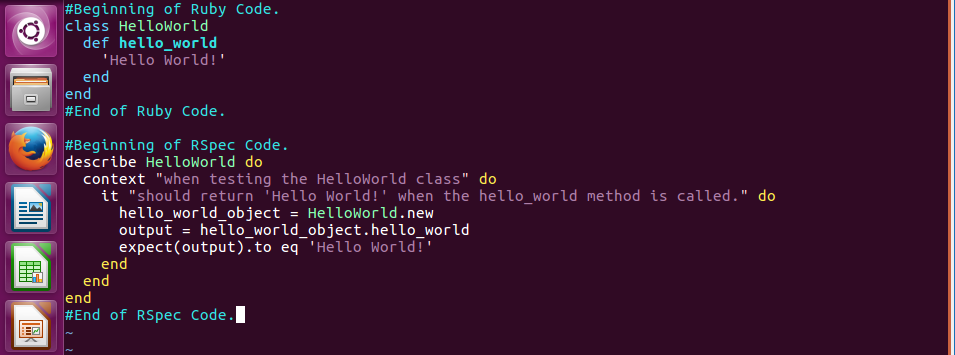 #Beginning of Ruby Code.
class HelloWorld
  def hello_world
    'Hello World!'
  end
end
#End of Ruby Code.

#Beginning of RSpec Code.
describe HelloWorld do
  context "when testing the HelloWorld class" do
    it "should return 'Hello World!' when the hello_world method is called." do
      hello_world_object = HelloWorld.new
      output = hello_world_object.hello_world
      expect(output).to eq 'Hello World!'
    end
  end
end
#End of RSpec Code.
~
~